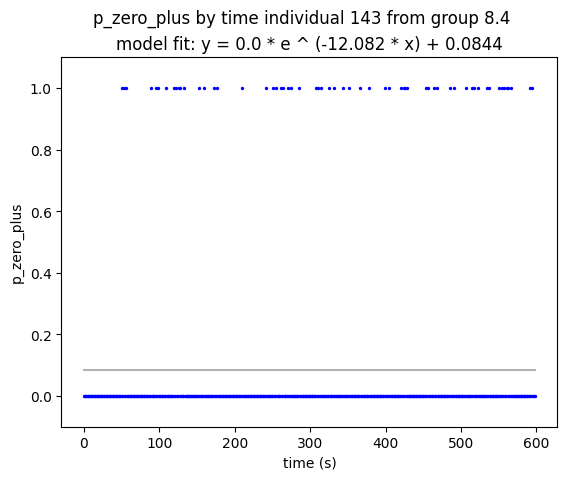 p_zero_plus by time individual 143 from group 8.4
model fit: y = 0.0 * e ^ (-12.082 * x) + 0.0844
1.0
0.8
0.6
0.4
0.2
0.0
p_zero_plus
0 100 200 300 400 500 600
time (s)